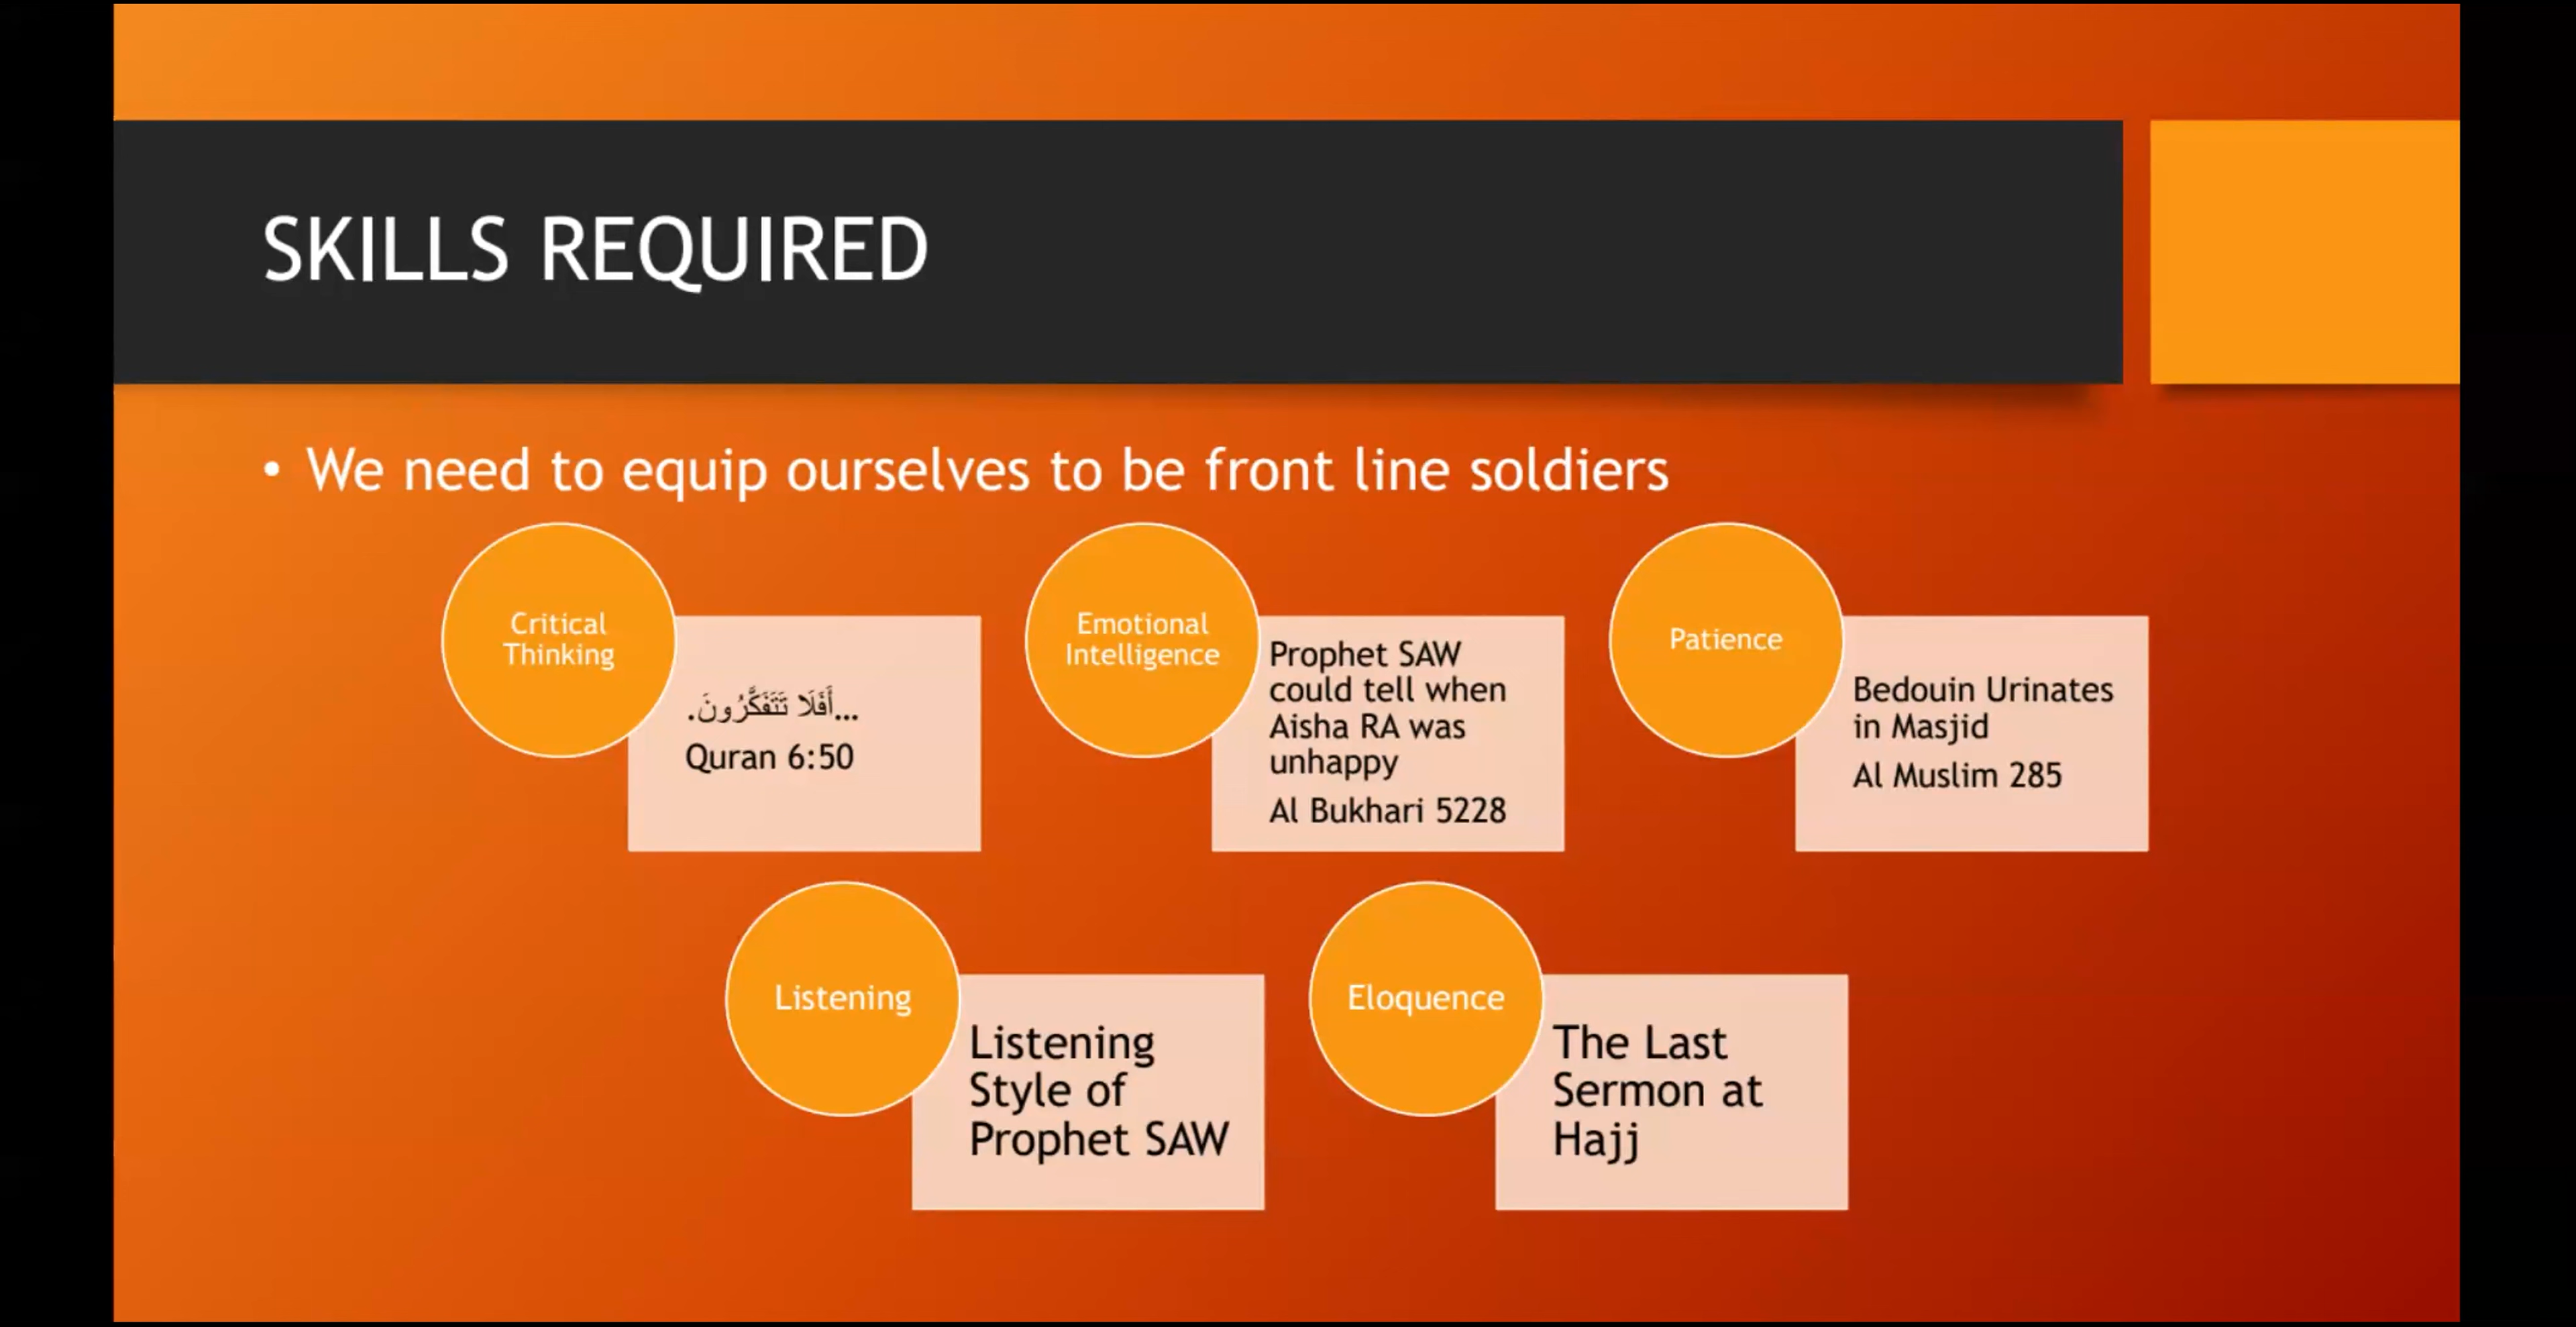 SKILLS REQUIRED
• We need to equip ourselves to be front line soldiers
Critical
Thinking
...أَفَلَا تَتَفَكَّرُونَ.
Quran 6:50
Emotional
Intelligence
Prophet SAW
could tell when
Aisha RA was
unhappy
Al Bukhari 5228
Patience
Bedouin Urinates
in Masjid
Al Muslim 285
Listening
Listening
Style of
Prophet SAW
Eloquence
The Last
Sermon at
Hajj